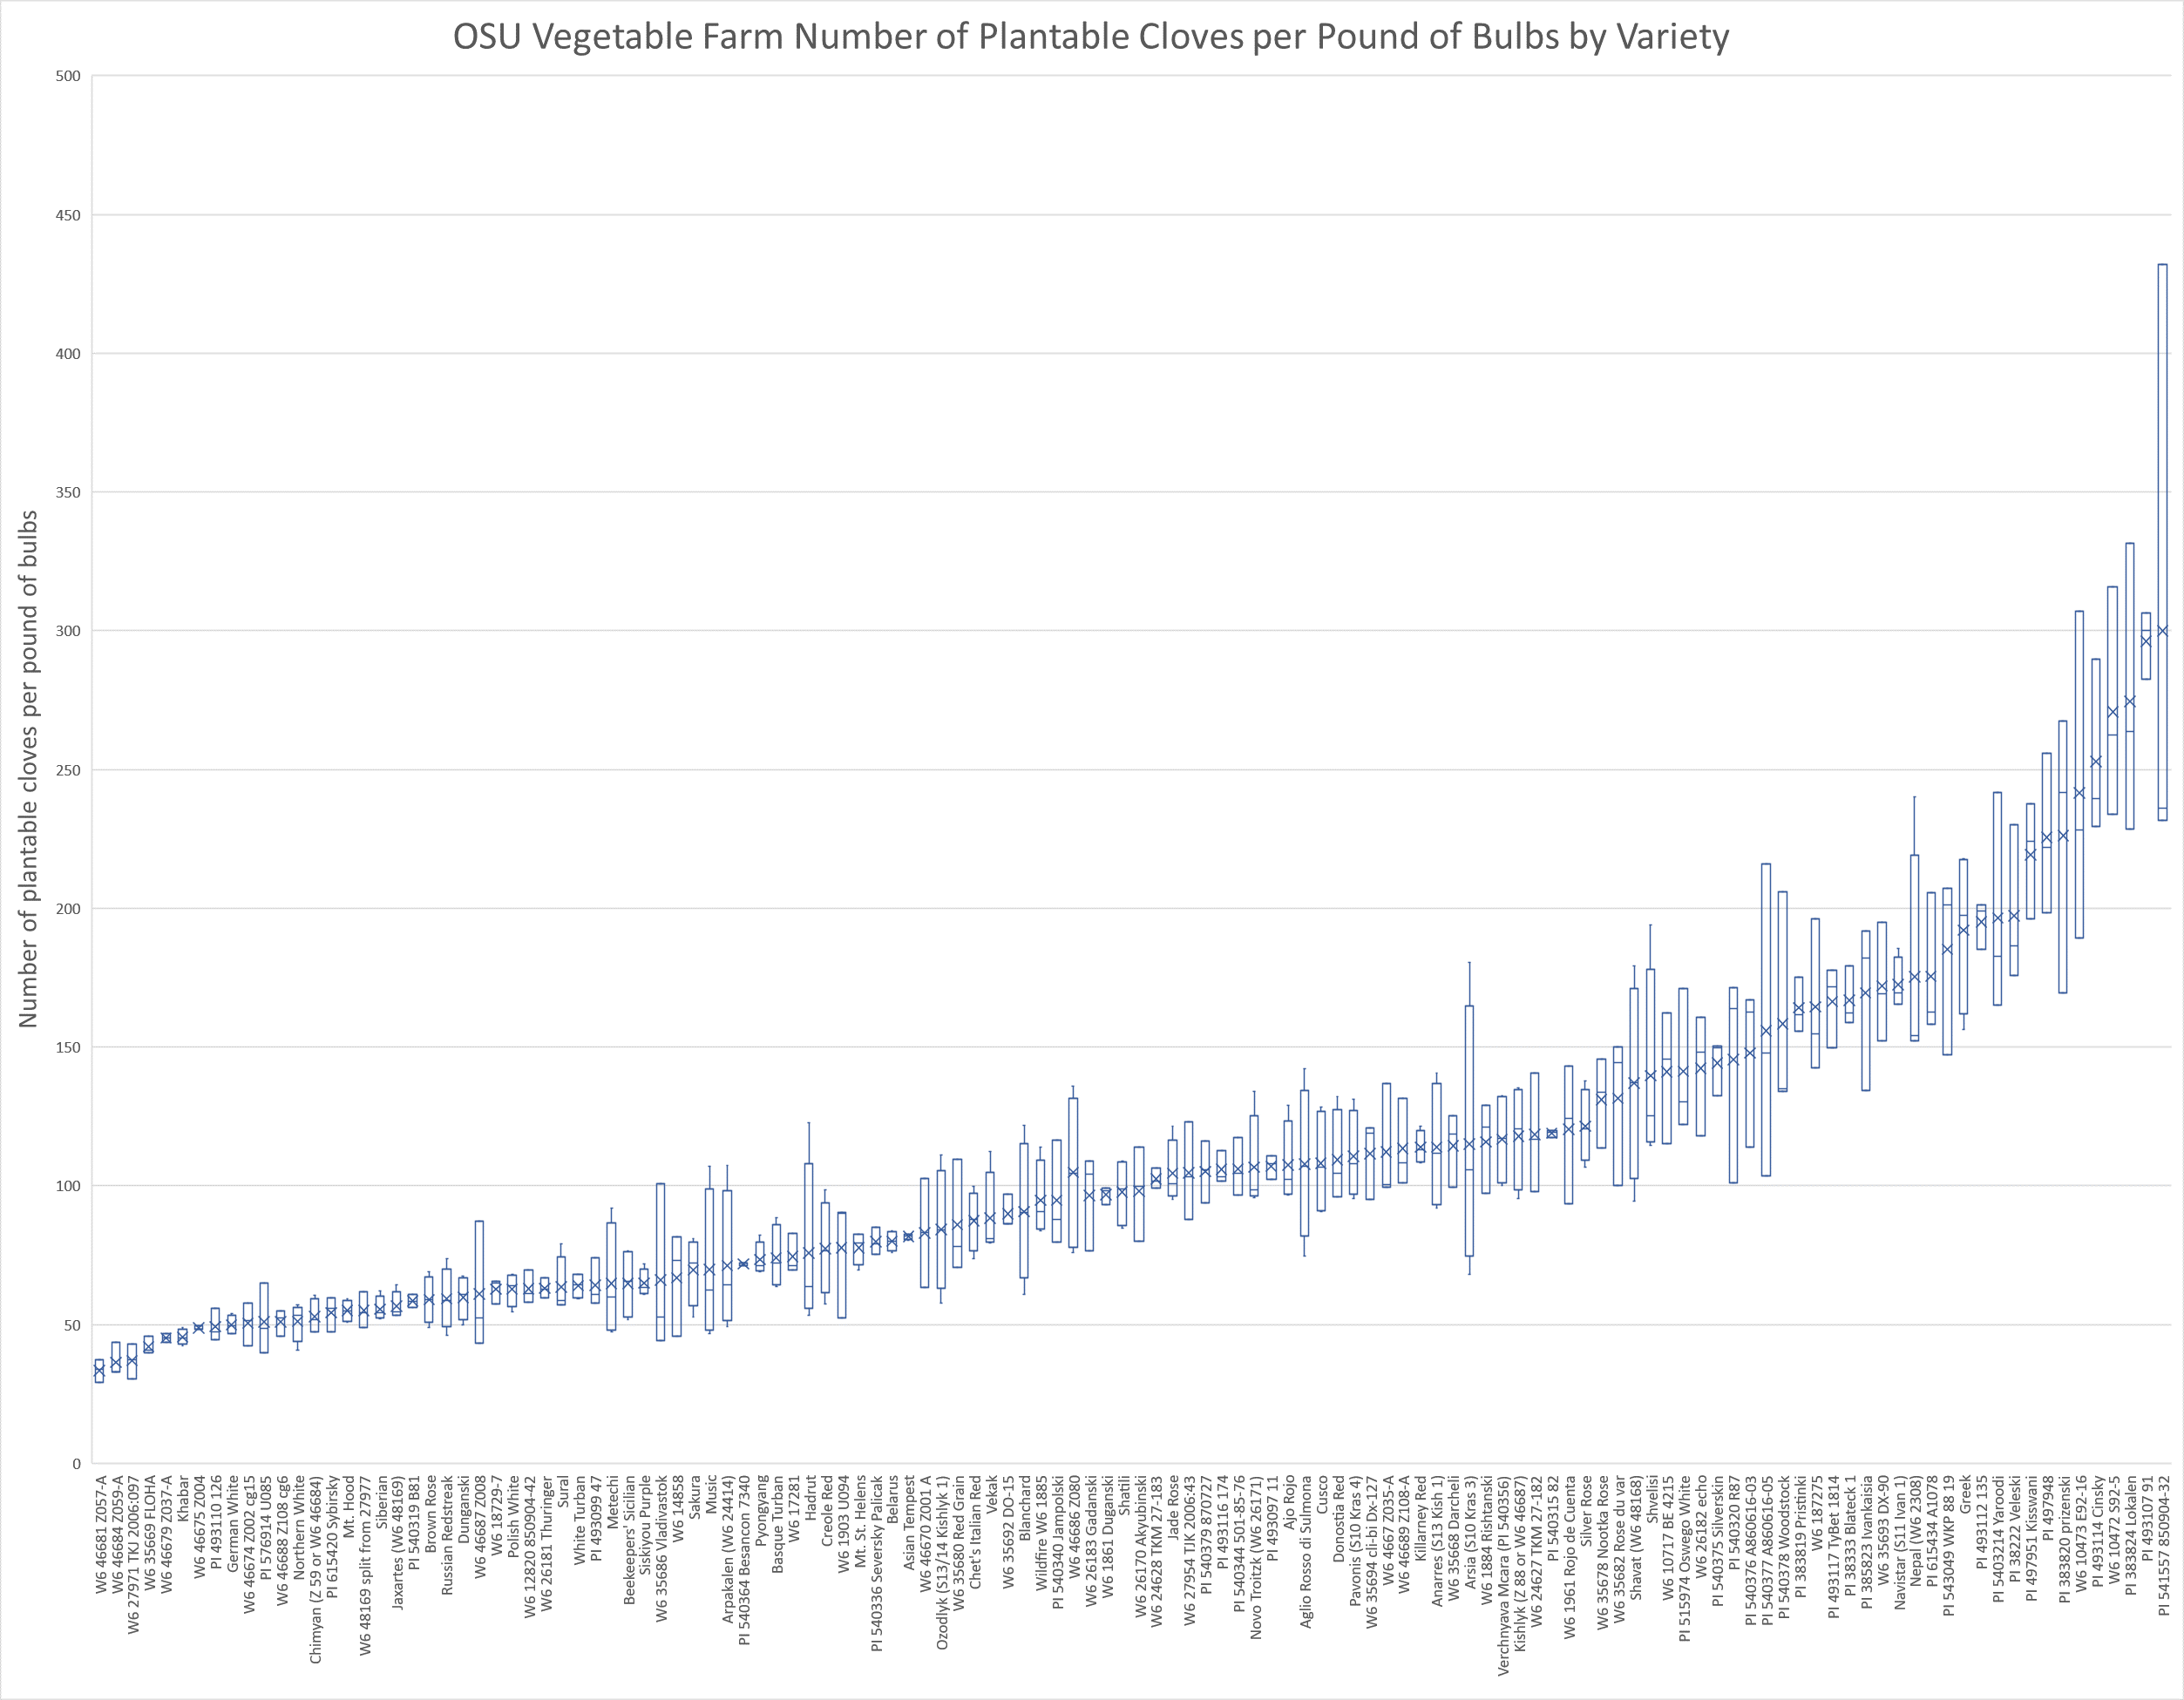 OSU Vegetable Farm Number of Plantable Cloves per Pound of Bulbs by Variety
Number of plantable cloves per pound of bulbs
500
450
400
350
300
250
200
150
100
50
0
W6 46681 Z057-A
W6 46684 Z059-A
W6 27971 TKJ 2006:097
W6 35669 FLOHA
W6 46679 Z037-A
Khabar
W6 46675 Z004
PI 493110 126
German White
W6 46674 Z002 cg15
PI 576914 U085
W6 46688 Z108 cg6
Northern White
Chimyan (Z 59 or W6 46684)
PI 615420 Sybirsky
Mt. Hood
W6 48169 split from 27977
Siberian
Jaxartes (W6 48169)
PI 540319 B81
Brown Rose
Russian Redstreak
Dunganski
W6 46687 Z008
W6 18729-7
Polish White
W6 12820 850904-42
W6 26181 Thuringer
Sural
White Turban
PI 493099 47
Metechi
Beekeepers' Sicilian
Siskiyou Purple
W6 35686 Vladivastok
W6 14858
Sakura
Music
Arpakalen (W6 24414)
PI 540364 Besancon 7340
Pyongyang
Basque Turban
W6 17281
Hadrut
Creole Red
W6 1903 U094
Mt. St. Helens
PI 540336 Seversky Palicak
Belarus
Asian Tempest
W6 46670 Z001 A
Ozodlyk (S13/14 Kishlyk 1)
W6 35680 Red Grain
Chet's Italian Red
Vekak
W6 35692 DO-15
Blanchard
Wildfire W6 1885
PI 540340 Jampolski
W6 46686 Z080
W6 26183 Gadanski
W6 1861 Duganski
Shatili
W6 26170 Akyubinski
W6 24628 TKM 27-183
Jade Rose
W6 27954 TJK 2006:43
PI 540379 870727
PI 493116 174
PI 540344 501-85-76
Novo Troitzk (W6 26171)
PI 493097 11
Ajo Rojo
Aglio Rosso di Sulmona
Cusco
Donostia Red
Pavonis (S10 Kras 4)
W6 35694 cli-bi Dx-127
W6 4667 Z035-A
W6 46689 Z108-A
Killarney Red
Anarres (S13 Kish 1)
W6 35668 Darcheli
Arsia (S10 Kras 3)
W6 1884 Rishtanski
Verchnyaya Mcara (PI 540356)
Kishlyk (Z 88 or W6 46687)
W6 24627 TKM 27-182
PI 540315 82
W6 1961 Rojo de Cuenta
Silver Rose
W6 35678 Nootka Rose
W6 35682 Rose du var
Shavat (W6 48168)
Shvelisi
W6 10717 BE 4215
PI 515974 Oswego White
W6 26182 echo
PI 540375 Silverskin
PI 540320 R87
PI 540376 A860616-03
PI 540377 A860616-05
PI 540378 Woodstock
PI 383819 Pristinki
W6 187275
PI 493117 TyBet 1814
PI 38333 Blateck 1
PI 385823 Ivankaisia
W6 35693 DX-90
Navistar (S11 Ivan 1)
Nepal (W6 2308)
PI 615434 A1078
PI 543049 WKP 88 19
Greek
PI 493112 135
PI 5403214 Yaroodi
PI 38222 Veleski
PI 497951 Kisswani
PI 497948
PI 383820 prizenski
W6 10473 E92-16
PI 493114 Cinsky
W6 10472 S92-5
PI 383824 Lokalen
PI 493107 91
PI 541557 850904-32